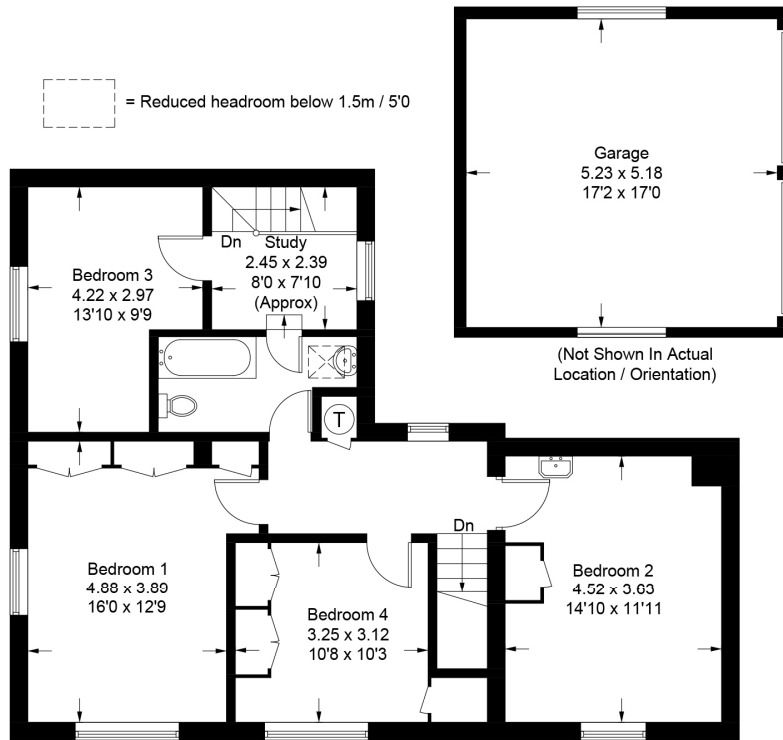 = Reduced headroom below 1.5m / 5'0
Garage
5.23 x 5.18
17'2 x 17'0
(Not Shown In Actual
Location / Orientation)
Dn
Study
2.45 x 2.39
8'0 x 7'10
(Approx)
Bedroom 3
4.22 x 2.97
13'10 x 9'9
T
Dn
Bedroom 1
4.88 x 3.89
16'0 x 12'9
Bedroom 4
3.25 x 3.12
10'8 x 10'3
Bedroom 2
4.52 x 3.63
14'10 x 11'11